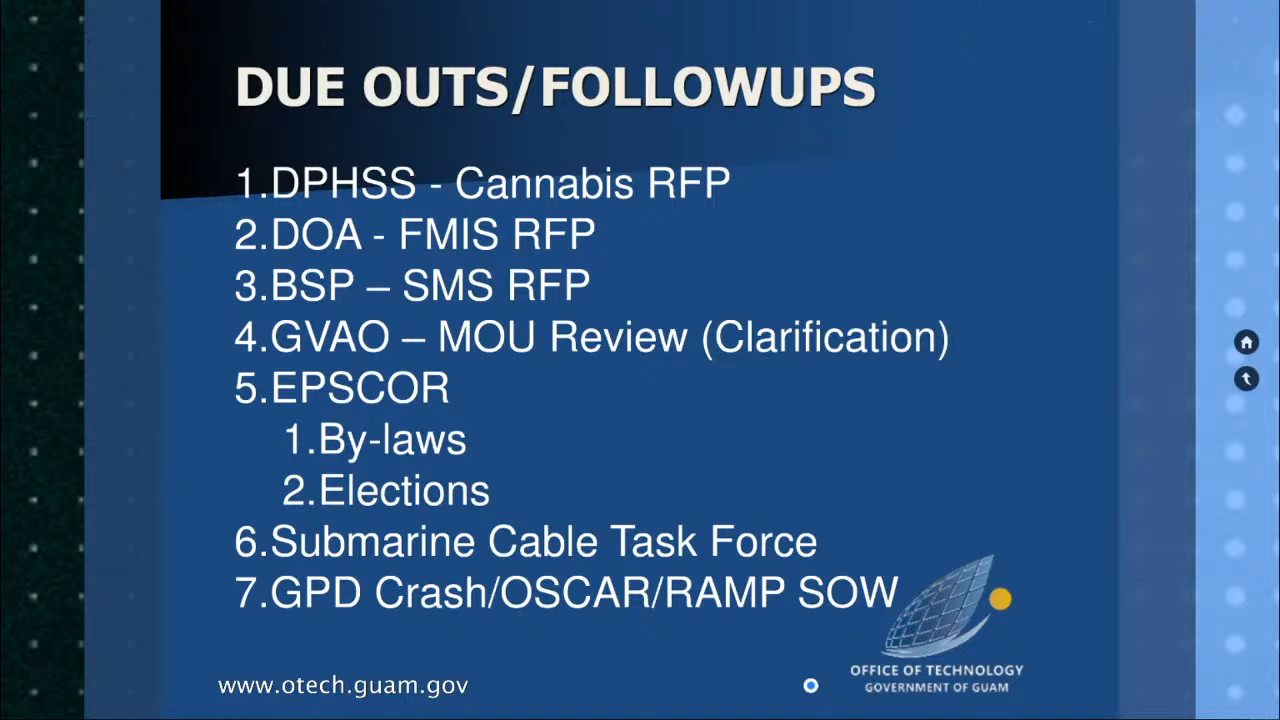 DUE OUTS/FOLLOWUPS
1.DPHSS - Cannabis RFP
2.DOA - FMIS RFP
3.BSP – SMS RFP
4.GVAO – MOU Review (Clarification)
5.EPSCOR
1.By-laws
2.Elections
6.Submarine Cable Task Force
7.GPD Crash/OSCAR/RAMP SOW
www.otech.guam.gov
OFFICE OF TECHNOLOGY
GOVERNMENT OF GUAM